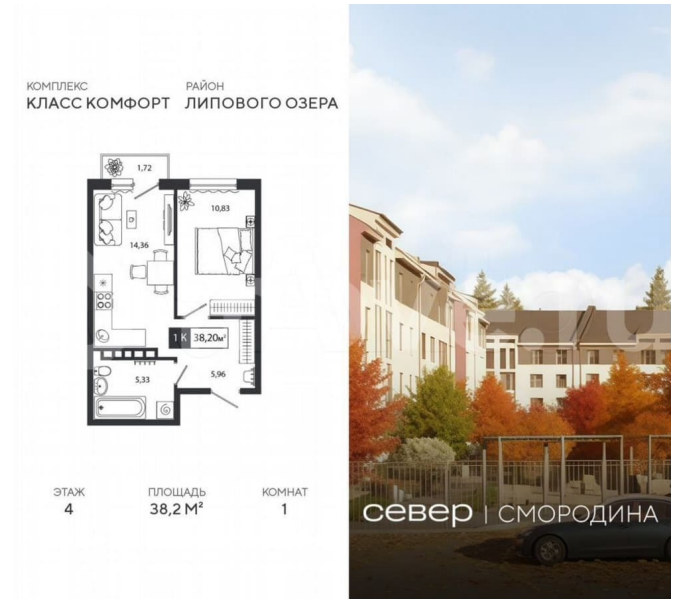 КОМПЛЕКС
КЛАСС КОМФОРТ
РАЙОН
ЛИПОВОГО ОЗЕРА
1,72
10,83
14,36
1 К 38,20м²
5,33
5,96
ЭТАЖ
4
ПЛОЩАДЬ
38,2 М²
КОМНАТ
1
север | СМОРОДИНА